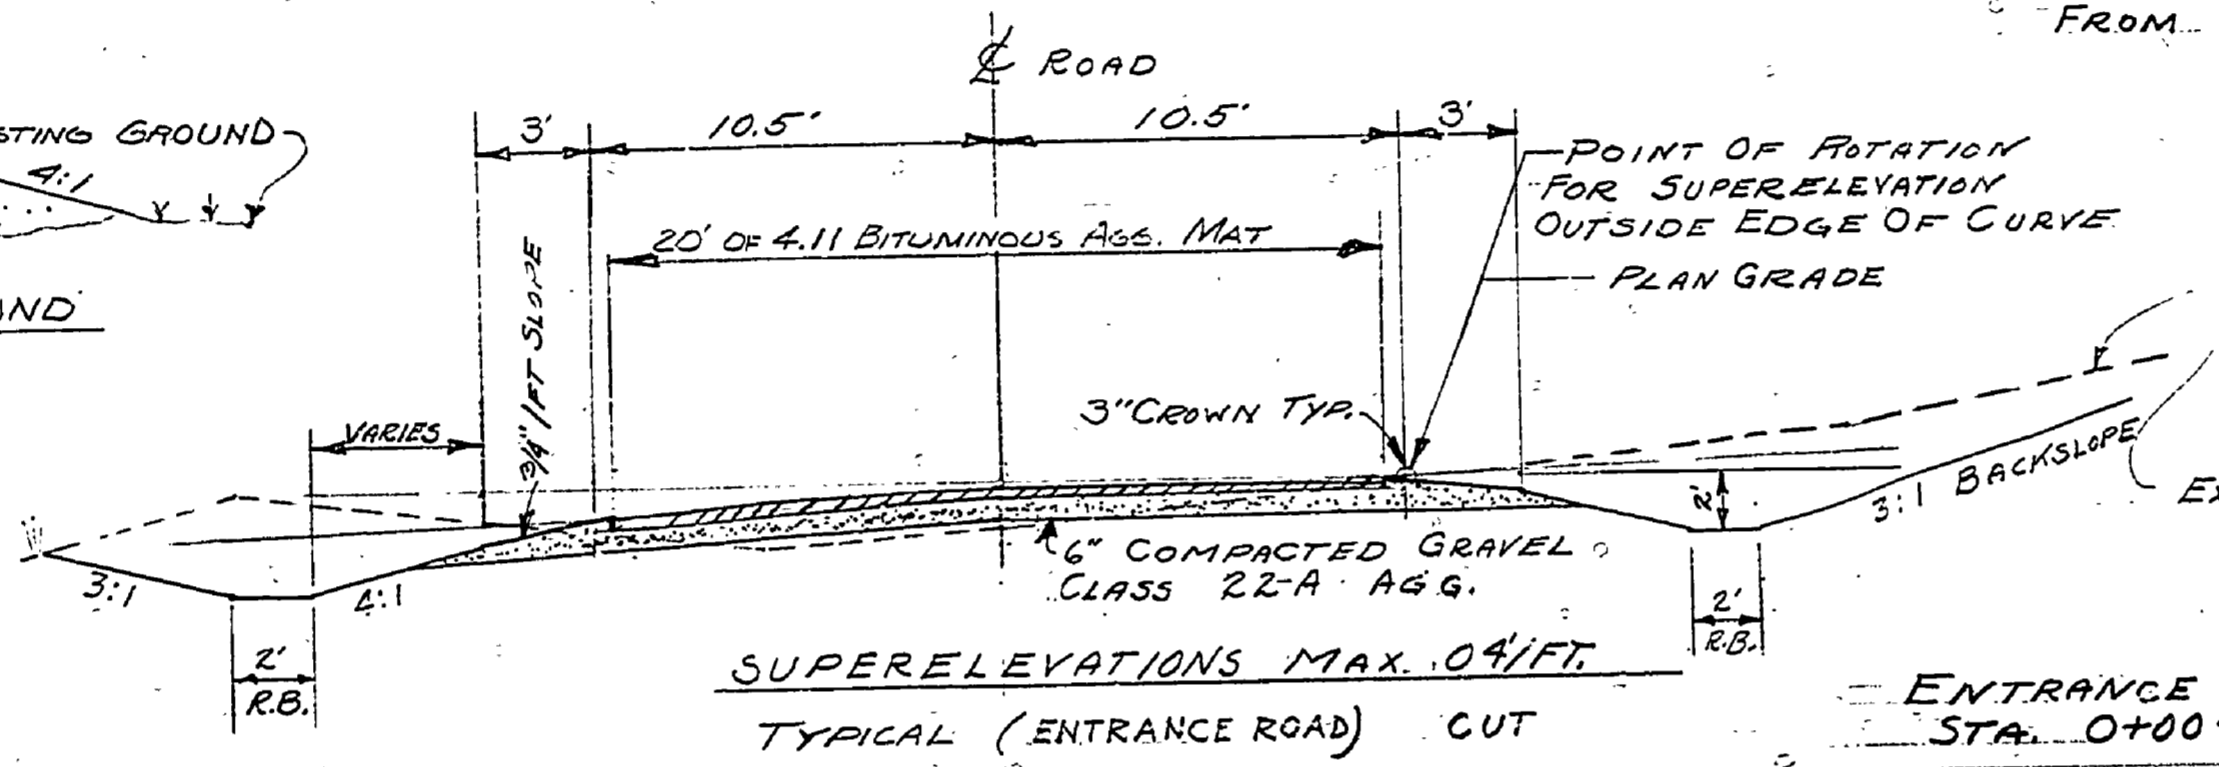 FROM
℄ ROAD
STING GROUND
4:1
3'
10.5'
10.5'
3'
POINT OF ROTATION
FOR SUPERELEVATION
OUTSIDE EDGE OF CURVE
20' OF 4.11 BITUMINOUS AGG. MAT
PLAN GRADE
AND
3/4"/FT SLOPE
3" CROWN TYP.
VARIES
2'
3:1 BACKSLOPE
EX
6" COMPACTED GRAVEL
CLASS 22-A AGG.
3:1
4:1
2'
R.B.
2'
R.B.
SUPERELEVATIONS MAX. .04'/FT.
TYPICAL (ENTRANCE ROAD) CUT
ENTRANCE
STA. 0+00